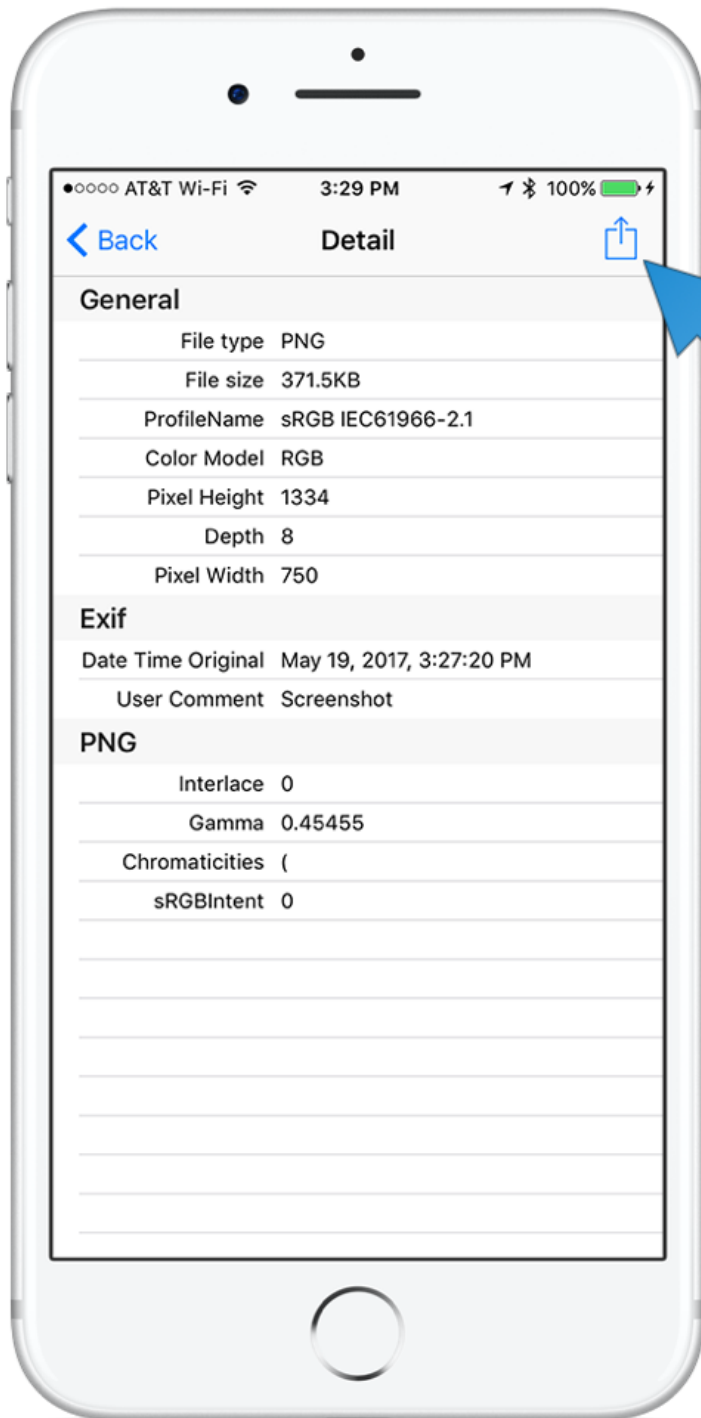 AT&T Wi-Fi 3:29 PM 100%
Back Detail
General
File type PNG
File size 371.5KB
ProfileName sRGB IEC61966-2.1
Color Model RGB
Pixel Height 1334
Depth 8
Pixel Width 750
Exif
Date Time Original May 19, 2017, 3:27:20 PM
User Comment Screenshot
PNG
Interlace 0
Gamma 0.45455
Chromaticities (
sRGBIntent 0